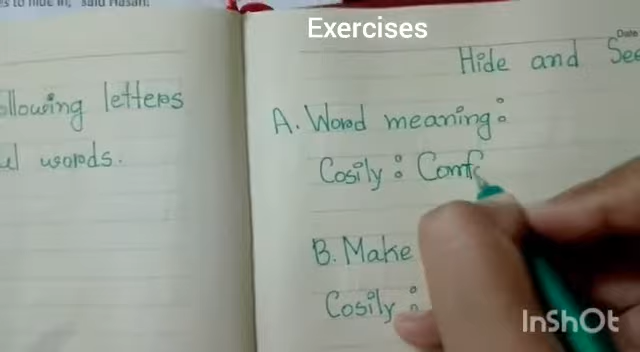 es to hide in," said Hasan.
Exercises
Date
Hide and See
ollowing letters
A. Word meaning:
ul words.
Cosily : Comf
B. Make
Cosily :
InShOt